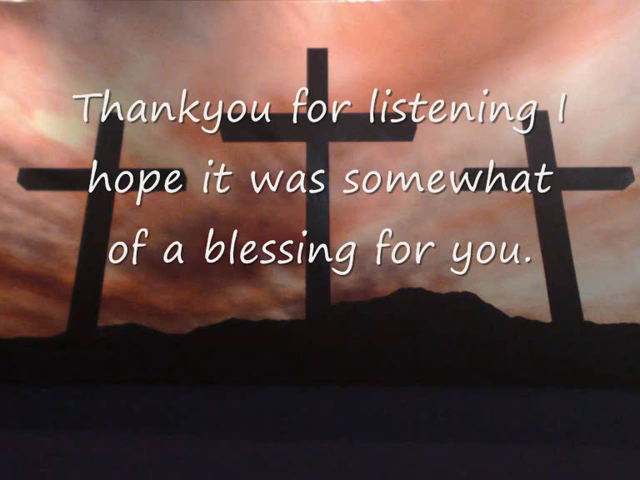 Thankyou for listening I
hope it was somewhat
of a blessing for you.